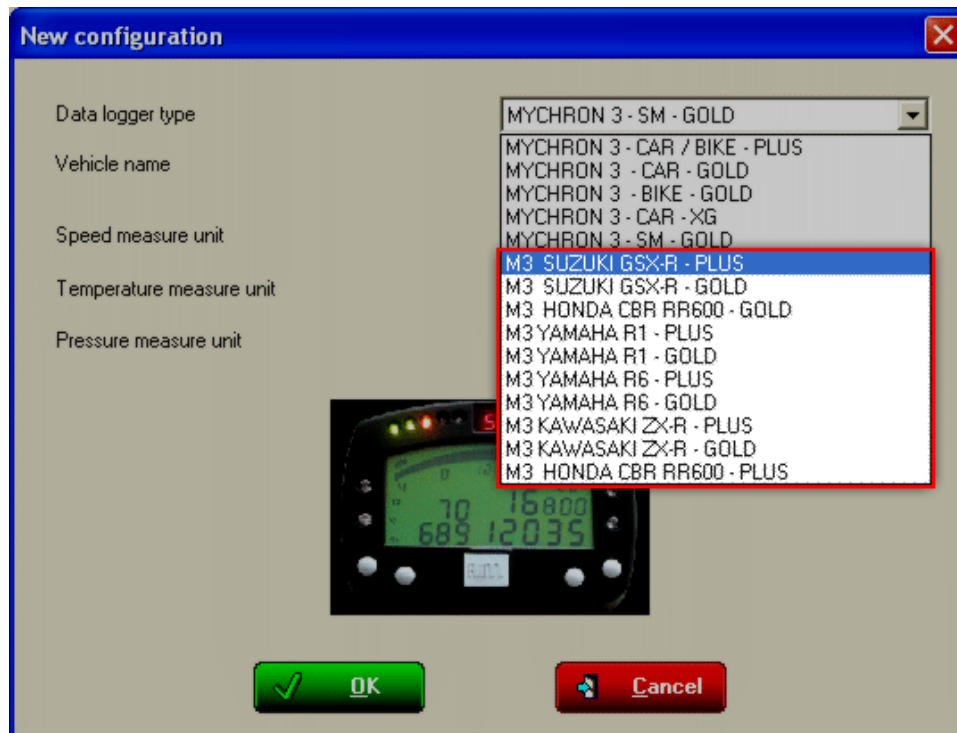 New configuration
Data logger type
MYCHRON 3 - SM - GOLD
MYCHRON 3 - CAR / BIKE - PLUS
MYCHRON 3 - CAR - GOLD
MYCHRON 3 - BIKE - GOLD
MYCHRON 3 - CAR - XG
MYCHRON 3 - SM - GOLD
M3 SUZUKI GSX-R - PLUS
M3 SUZUKI GSX-R - GOLD
M3 HONDA CBR RR600 - GOLD
M3 YAMAHA R1 - PLUS
M3 YAMAHA R1 - GOLD
M3 YAMAHA R6 - PLUS
M3 YAMAHA R6 - GOLD
M3 KAWASAKI ZX-R - PLUS
M3 KAWASAKI ZX-R - GOLD
M3 HONDA CBR RR600 - PLUS
Vehicle name
Speed measure unit
Temperature measure unit
Pressure measure unit
70 16800
689 12035
OK
Cancel